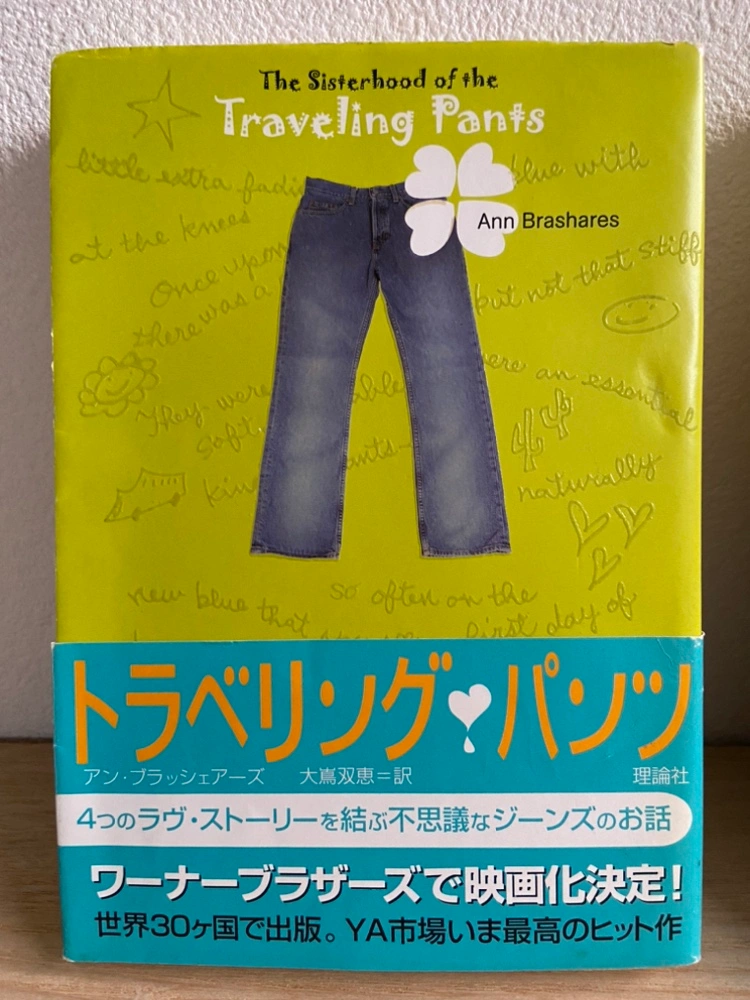 The Sisterhood of the
Traveling Pants
little extra fadi
blue with
Ann Brashares
at the knees
but not that stiff
Once upon
there was a
They were
able
ere an essential
soft
kin
ants-
naturally
new blue that
so often on the
first day of
トラベリング・パンツ
アン・ブラッシェアーズ 大嶌双恵=訳 理論社
4つのラヴ・ストーリーを結ぶ不思議なジーンズのお話
ワーナーブラザーズで映画化決定!
世界30ヶ国で出版。YA市場いま最高のヒット作